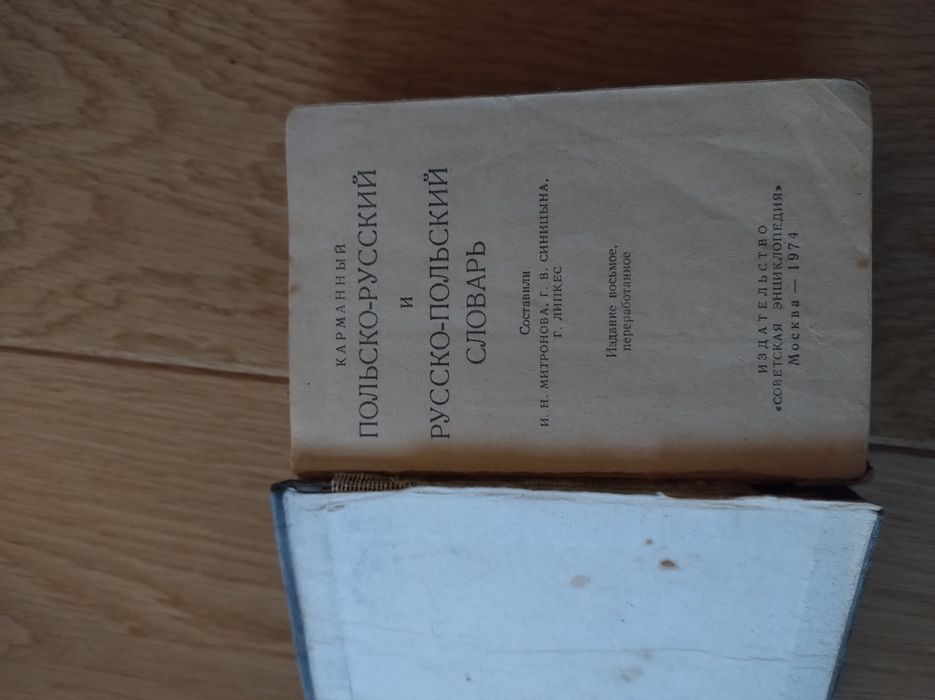 КАРМАННЫЙ
ПОЛЬСКО-РУССКИЙ
И
РУССКО-ПОЛЬСКИЙ
СЛОВАРЬ
Составили
И. Н. МИТРОНОВА, Г. В. СИНИЦЫНА,
Г. ЛИПКЕС
Издание восьмое,
переработанное
ИЗДАТЕЛЬСТВО
«СОВЕТСКАЯ ЭНЦИКЛОПЕДИЯ»
Москва — 1974